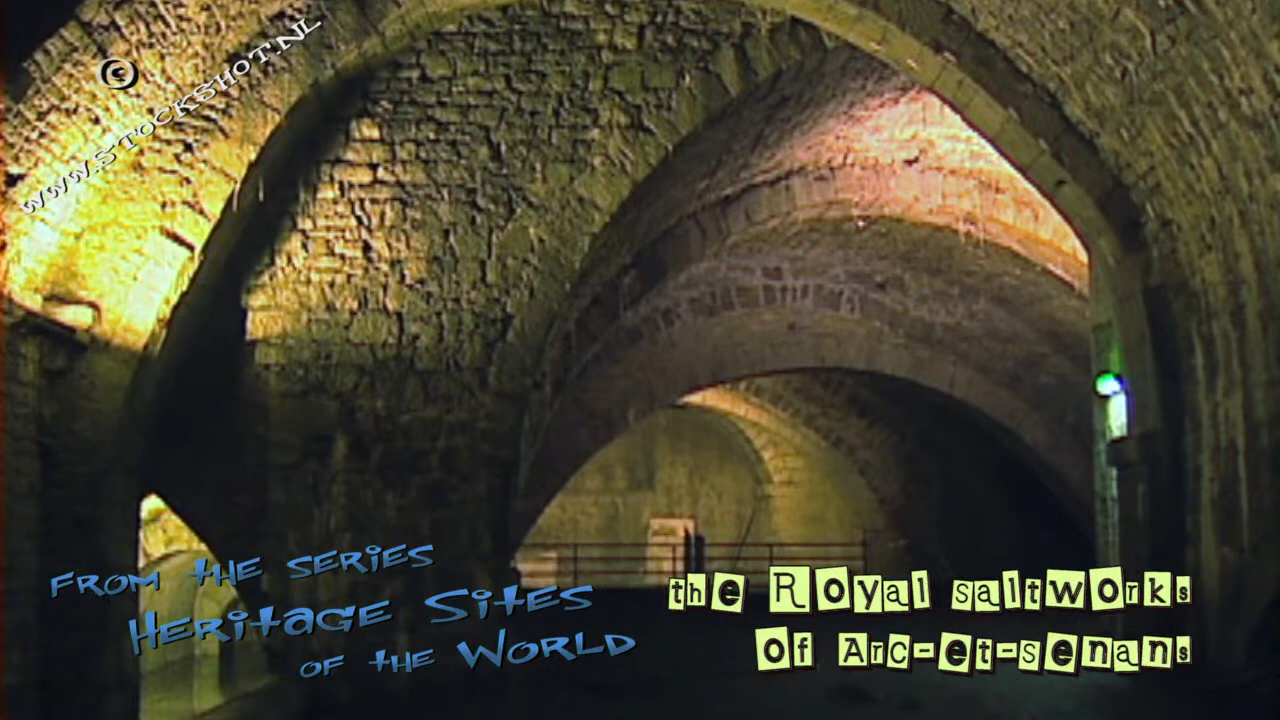 © www.STOCKSHOT.NL
FROM tHE SERiES
HERitaGE SitES
OF tHE WORLD
the Royal saltworks
of Arc-et-senans